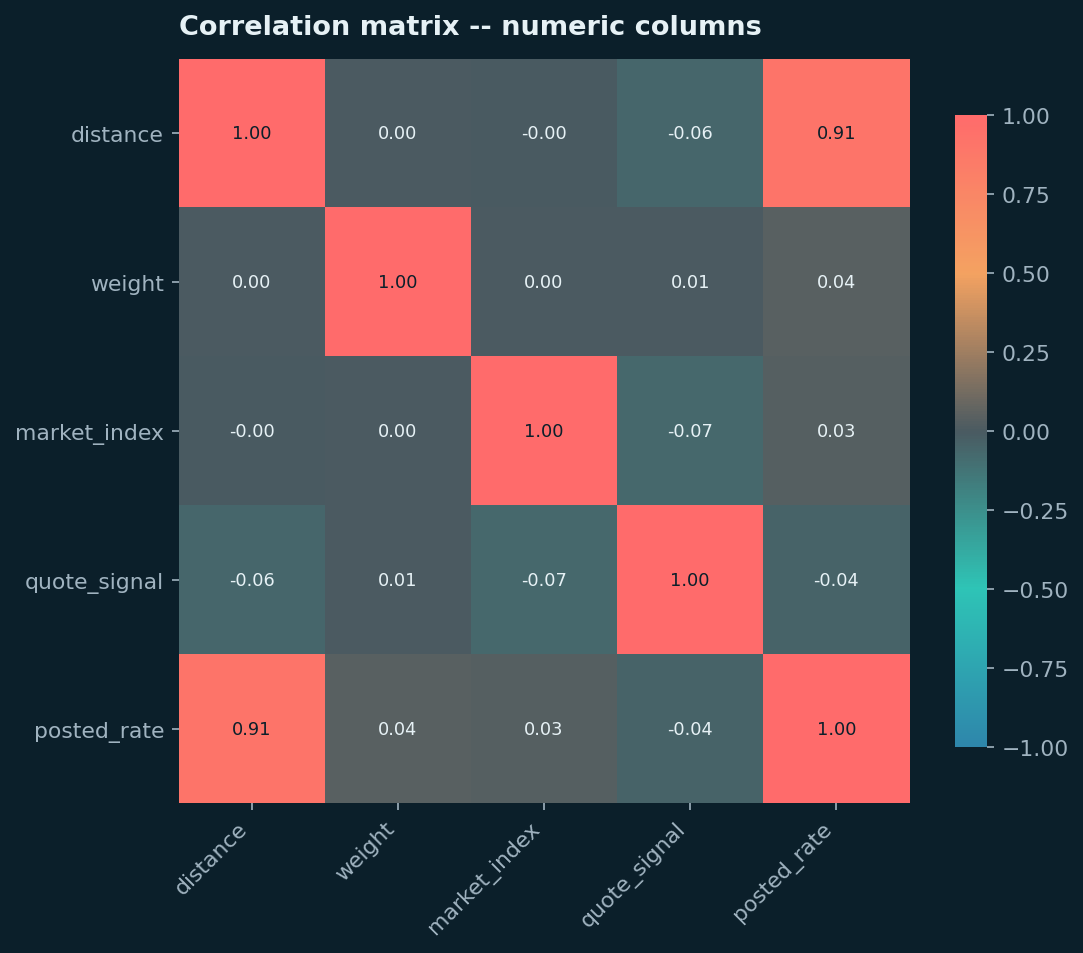 Correlation matrix -- numeric columns
distance 1.00 0.00 -0.00 -0.06 0.91
weight 0.00 1.00 0.00 0.01 0.04
market_index -0.00 0.00 1.00 -0.07 0.03
quote_signal -0.06 0.01 -0.07 1.00 -0.04
posted_rate 0.91 0.04 0.03 -0.04 1.00
distance weight market_index quote_signal posted_rate
1.00
0.75
0.50
0.25
0.00
−0.25
−0.50
−0.75
−1.00